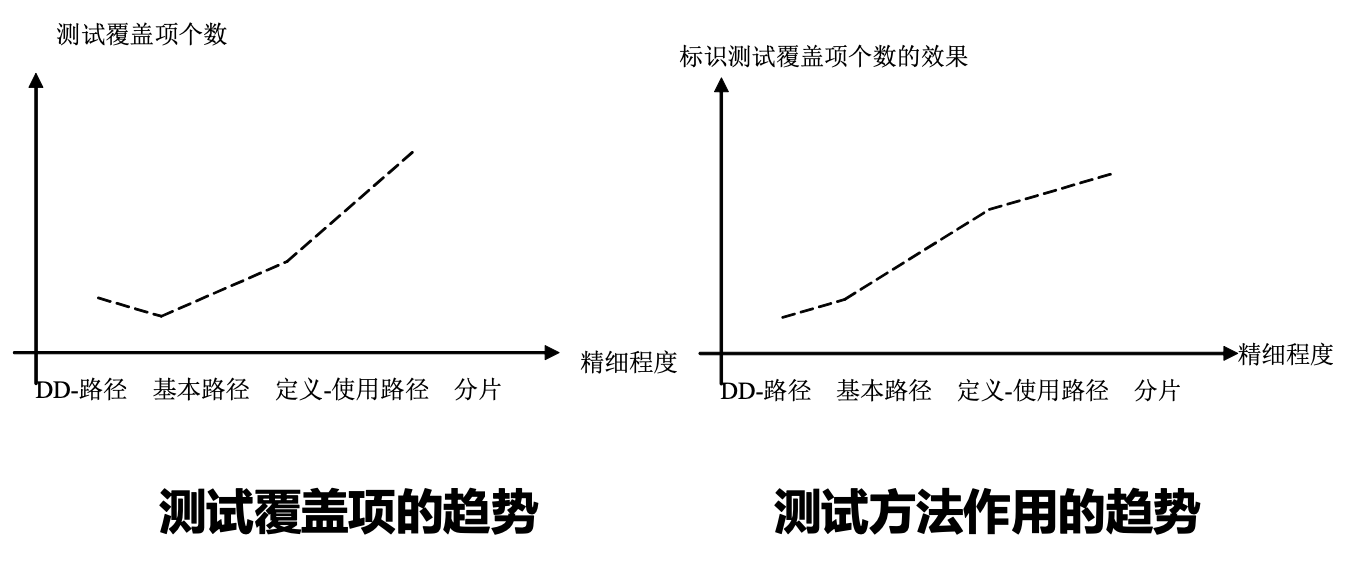 测试覆盖项个数
精细程度
DD-路径 基本路径 定义-使用路径 分片
测试覆盖项的趋势
标识测试覆盖项个数的效果
精细程度
DD-路径 基本路径 定义-使用路径 分片
测试方法作用的趋势